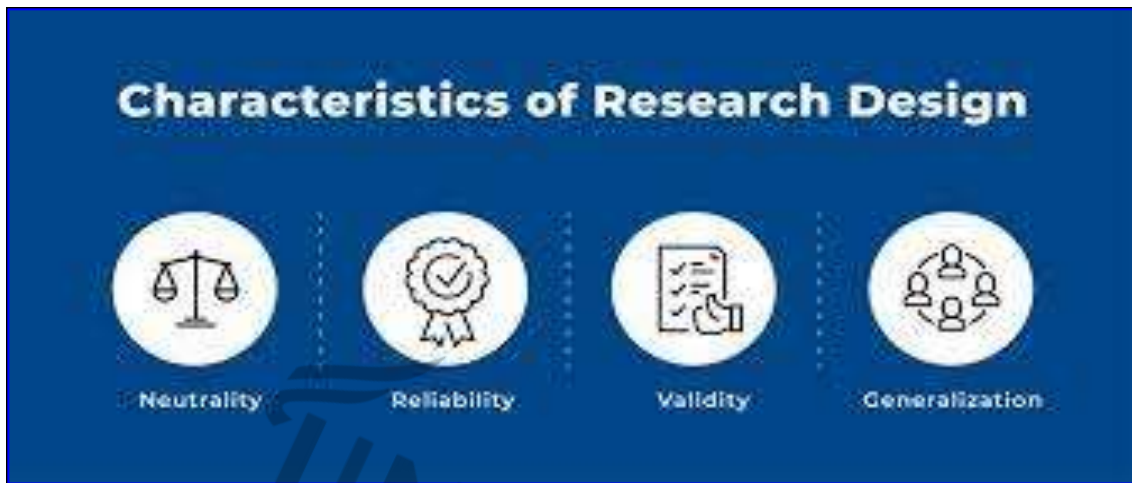 Characteristics of Research Design
Neutrality
Reliability
Validity
Generalization